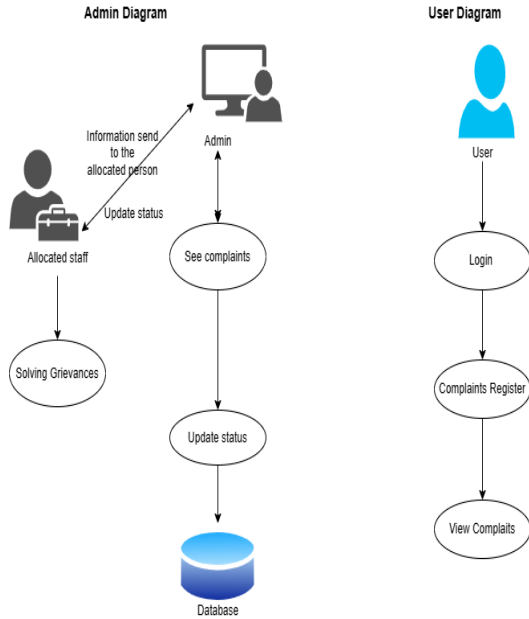 Admin Diagram
User Diagram
Information send
to the
allocated person
Admin
User
Update status
Allocated staff
See complaints
Login
Solving Grievances
Complaints Register
Update status
View Complaits
Database